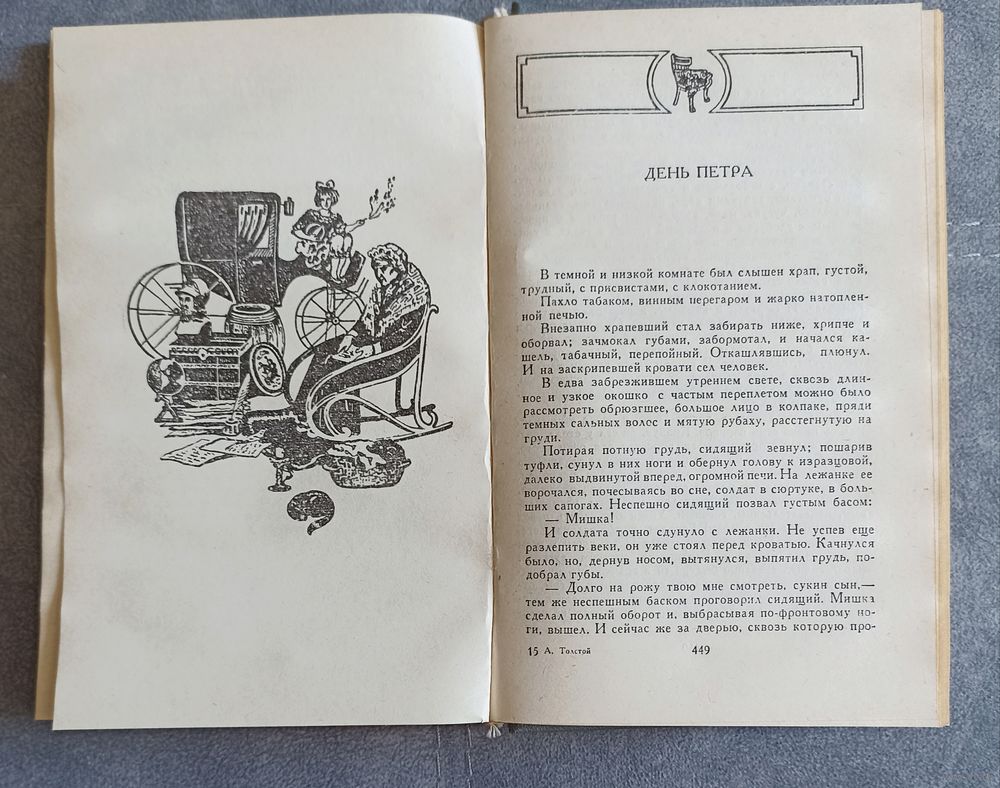 ДЕНЬ ПЕТРА
В темной и низкой комнате был слышен храп, густой,
трудный, с присвистами, с клокотанием.
Пахло табаком, винным перегаром и жарко натоплен-
ной печью.
Внезапно храпевший стал забирать ниже, хрипче и
оборвал; зачмокал губами, забормотал, и начался ка-
шель, табачный, перепойный. Откашлявшись, плюнул.
И на заскрипевшей кровати сел человек.
В едва забрезжившем утреннем свете, сквозь длин-
ное и узкое окошко с частым переплетом можно было
рассмотреть обрюзгшее, большое лицо в колпаке, пряди
темных сальных волос и мятую рубаху, расстегнутую на
груди.
Потирая потную грудь, сидящий зевнул; пошарив
туфли, сунул в них ноги и обернул голову к изразцовой,
далеко выдвинутой вперед, огромной печи. На лежанке ее
ворочался, почесываясь во сне, солдат в сюртуке, в боль-
ших сапогах. Неспешно сидящий позвал густым басом:
— Мишка!
И солдата точно сдунуло с лежанки. Не успев еще
разлепить веки, он уже стоял перед кроватью. Качнулся
было, но, дернув носом, вытянулся, выпятил грудь, по-
добрал губы.
— Долго на рожу твою мне смотреть, сукин сын,—
тем же неспешным баском проговорил сидящий. Мишка
сделал полный оборот и, выбрасывая по-фронтовому но-
ги, вышел. И сейчас же за дверью, сквозь которую про-
15 А. Толстой 449